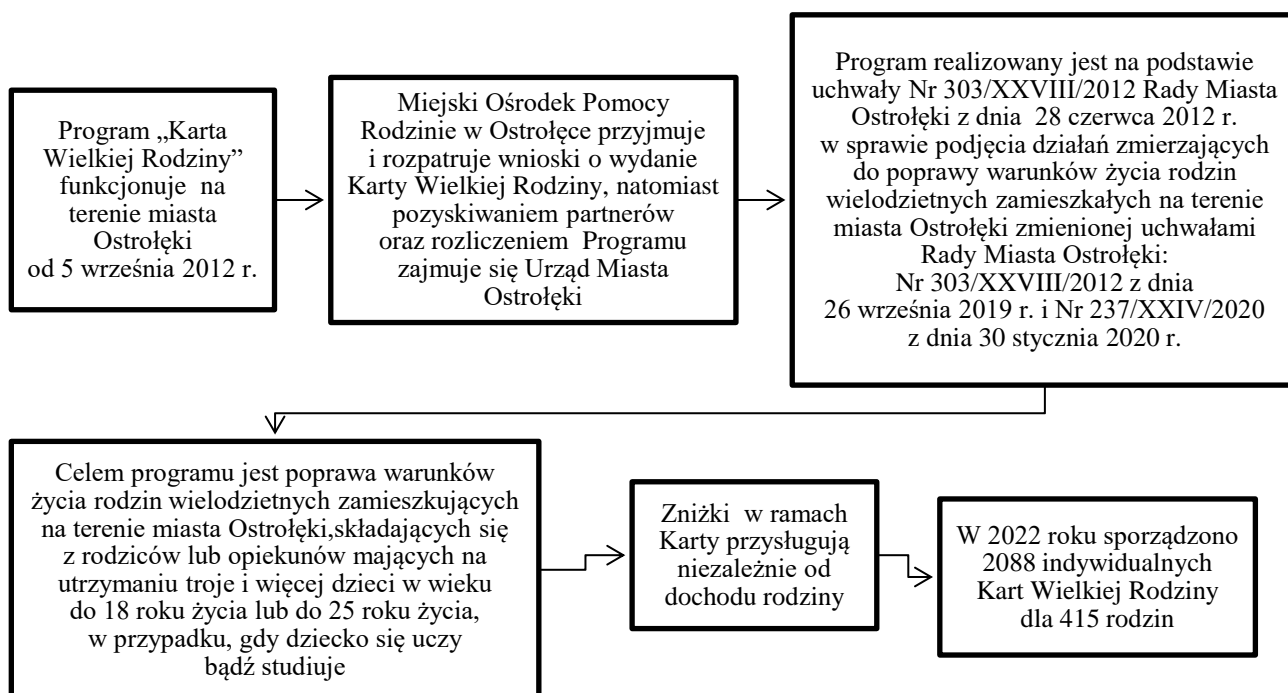 Program „Karta
Wielkiej Rodziny”
funkcjonuje na
terenie miasta
Ostrołęki
od 5 września 2012 r.
Miejski Ośrodek Pomocy
Rodzinie w Ostrołęce przyjmuje
i rozpatruje wnioski o wydanie
Karty Wielkiej Rodziny, natomiast
pozyskiwaniem partnerów
oraz rozliczeniem Programu
zajmuje się Urząd Miasta
Ostrołęki
Program realizowany jest na podstawie
uchwały Nr 303/XXVIII/2012 Rady Miasta
Ostrołęki z dnia 28 czerwca 2012 r.
w sprawie podjęcia działań zmierzających
do poprawy warunków życia rodzin
wielodzietnych zamieszkałych na terenie
miasta Ostrołęki zmienionej uchwałami
Rady Miasta Ostrołęki:
Nr 303/XXVIII/2012 z dnia
26 września 2019 r. i Nr 237/XXIV/2020
z dnia 30 stycznia 2020 r.
Celem programu jest poprawa warunków
życia rodzin wielodzietnych zamieszkujących
na terenie miasta Ostrołęki,składających się
z rodziców lub opiekunów mających na
utrzymaniu troje i więcej dzieci w wieku
do 18 roku życia lub do 25 roku życia,
w przypadku, gdy dziecko się uczy
bądź studiuje
Zniżki w ramach
Karty przysługują
niezależnie od
dochodu rodziny
W 2022 roku sporządzono
2088 indywidualnych
Kart Wielkiej Rodziny
dla 415 rodzin